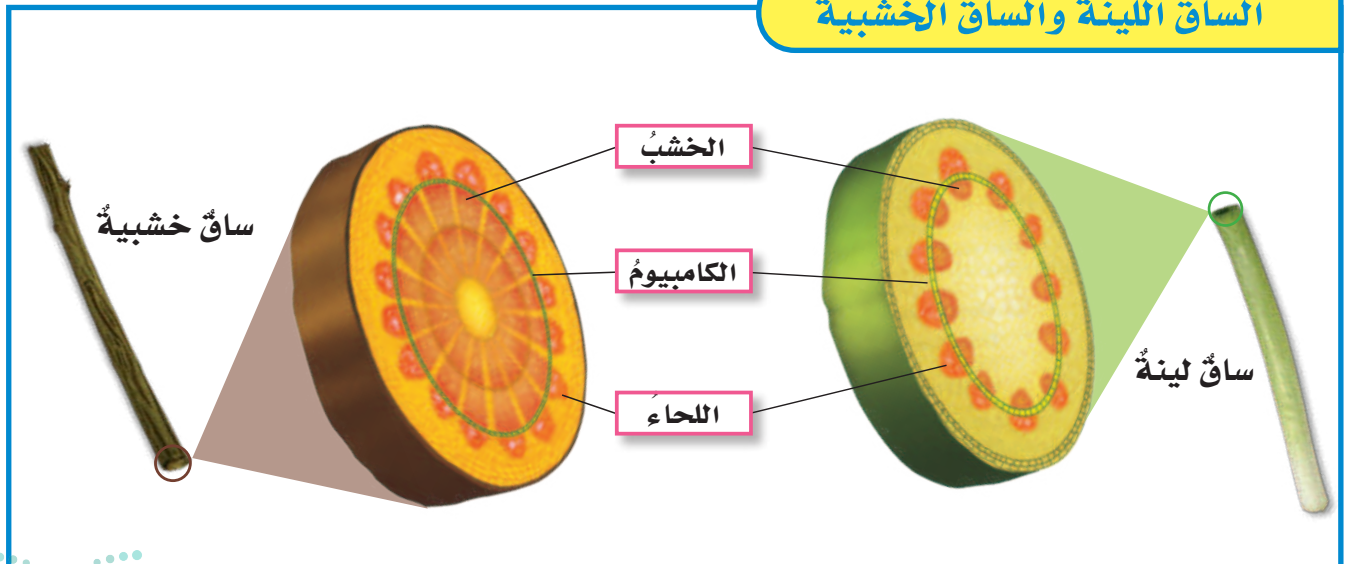 الساق اللينة والساق الخشبية
الخشبُ
الكامبيومُ
اللحاءُ
ساقٌ لينةٌ
ساقٌ خشبيةٌ